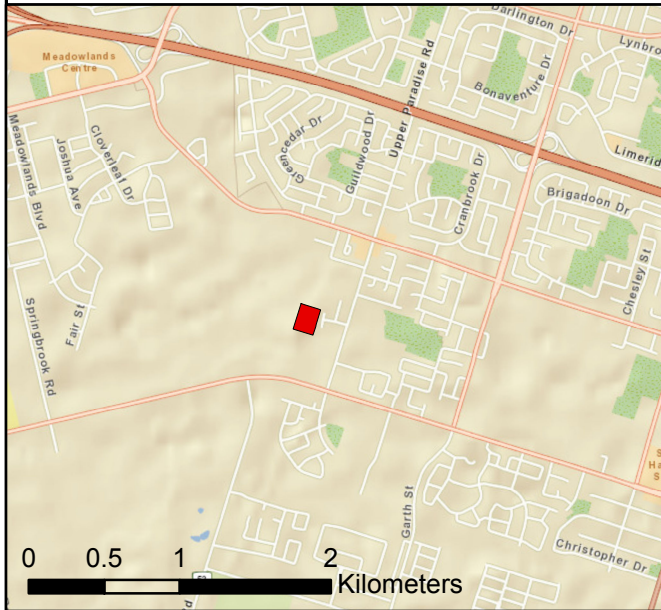 Darlington Dr
Lynbro
Meadowlands
Centre
Upper Paradise Rd
Bonaventure Dr
Limerid
Greencedar Dr
Guildwood Dr
Cranbrook Dr
Brigadoon Dr
Meadowlands Blvd
Joshua Ave
Cloverleaf Dr
Chesley St
Springbrook Rd
Fair St
S
Ha
S
Garth St
Christopher Dr
d
0 0.5 1 2
Kilometers